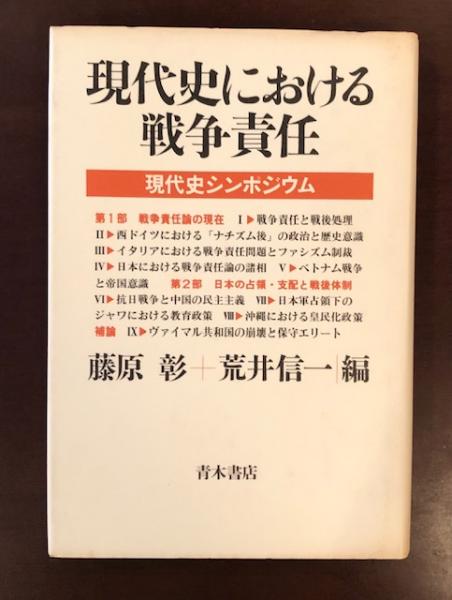 現代史における
戦争責任
現代史シンポジウム
第1部 戦争責任論の現在 I▶戦争責任と戦後処理
II▶西ドイツにおける「ナチズム後」の政治と歴史意識
III▶イタリアにおける戦争責任問題とファシズム制裁
IV▶日本における戦争責任論の諸相 V▶ベトナム戦争
と帝国意識 第2部 日本の占領・支配と戦後体制
VI▶抗日戦争と中国の民主主義 VII▶日本軍占領下の
ジャワにおける教育政策 VIII▶沖縄における皇民化政策
補論 IX▶ヴァイマル共和国の崩壊と保守エリート
藤原 彰+荒井信一|編
青木書店